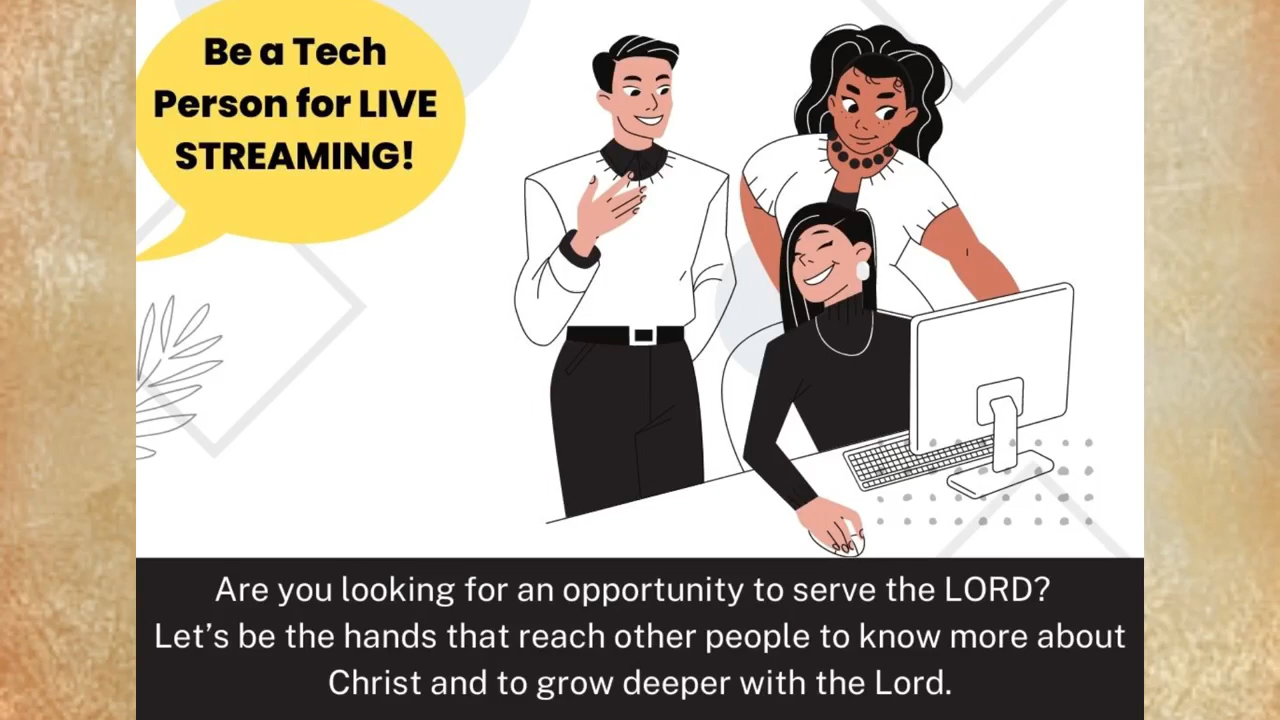 Be a Tech
Person for LIVE
STREAMING!
Are you looking for an opportunity to serve the LORD?
Let’s be the hands that reach other people to know more about
Christ and to grow deeper with the Lord.